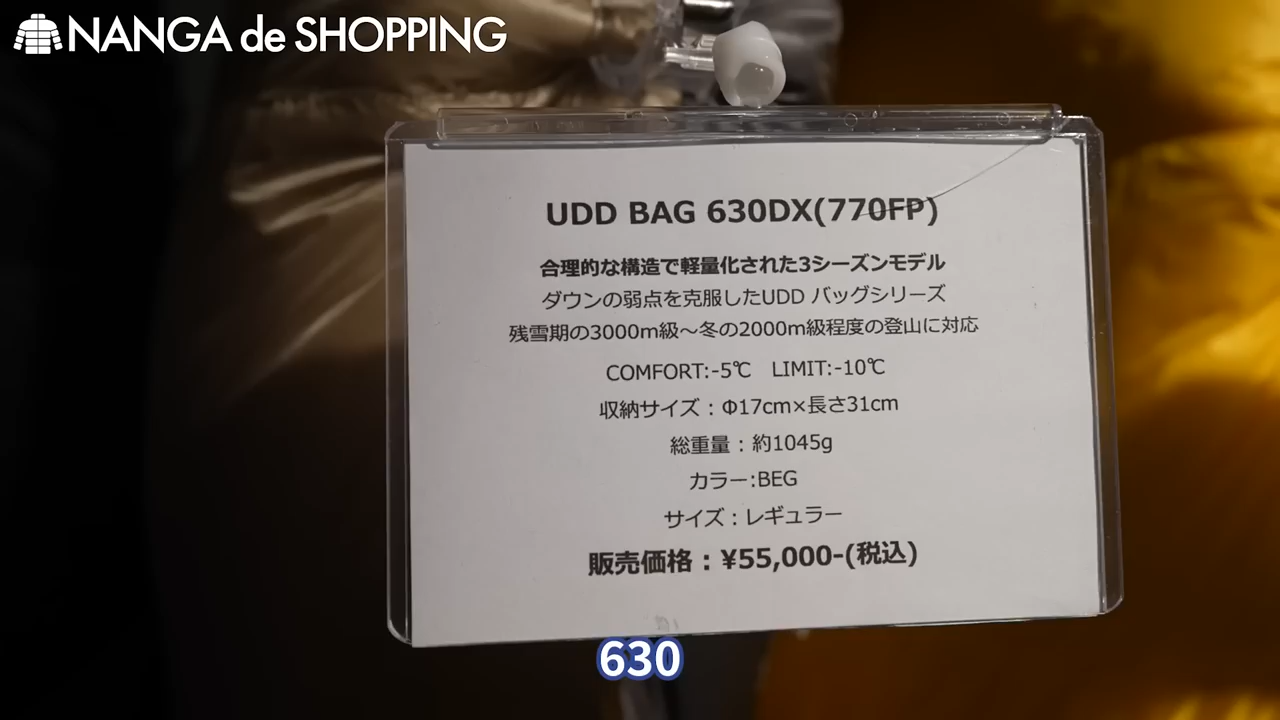 NANGA de SHOPPING
UDD BAG 630DX(770FP)
合理的な構造で軽量化された3シーズンモデル
ダウンの弱点を克服したUDD バッグシリーズ
残雪期の3000m級～冬の2000m級程度の登山に対応
COMFORT:-5℃　LIMIT:-10℃
収納サイズ：Φ17cm×長さ31cm
総重量：約1045g
カラー:BEG
サイズ：レギュラー
販売価格：¥55,000-(税込)
630